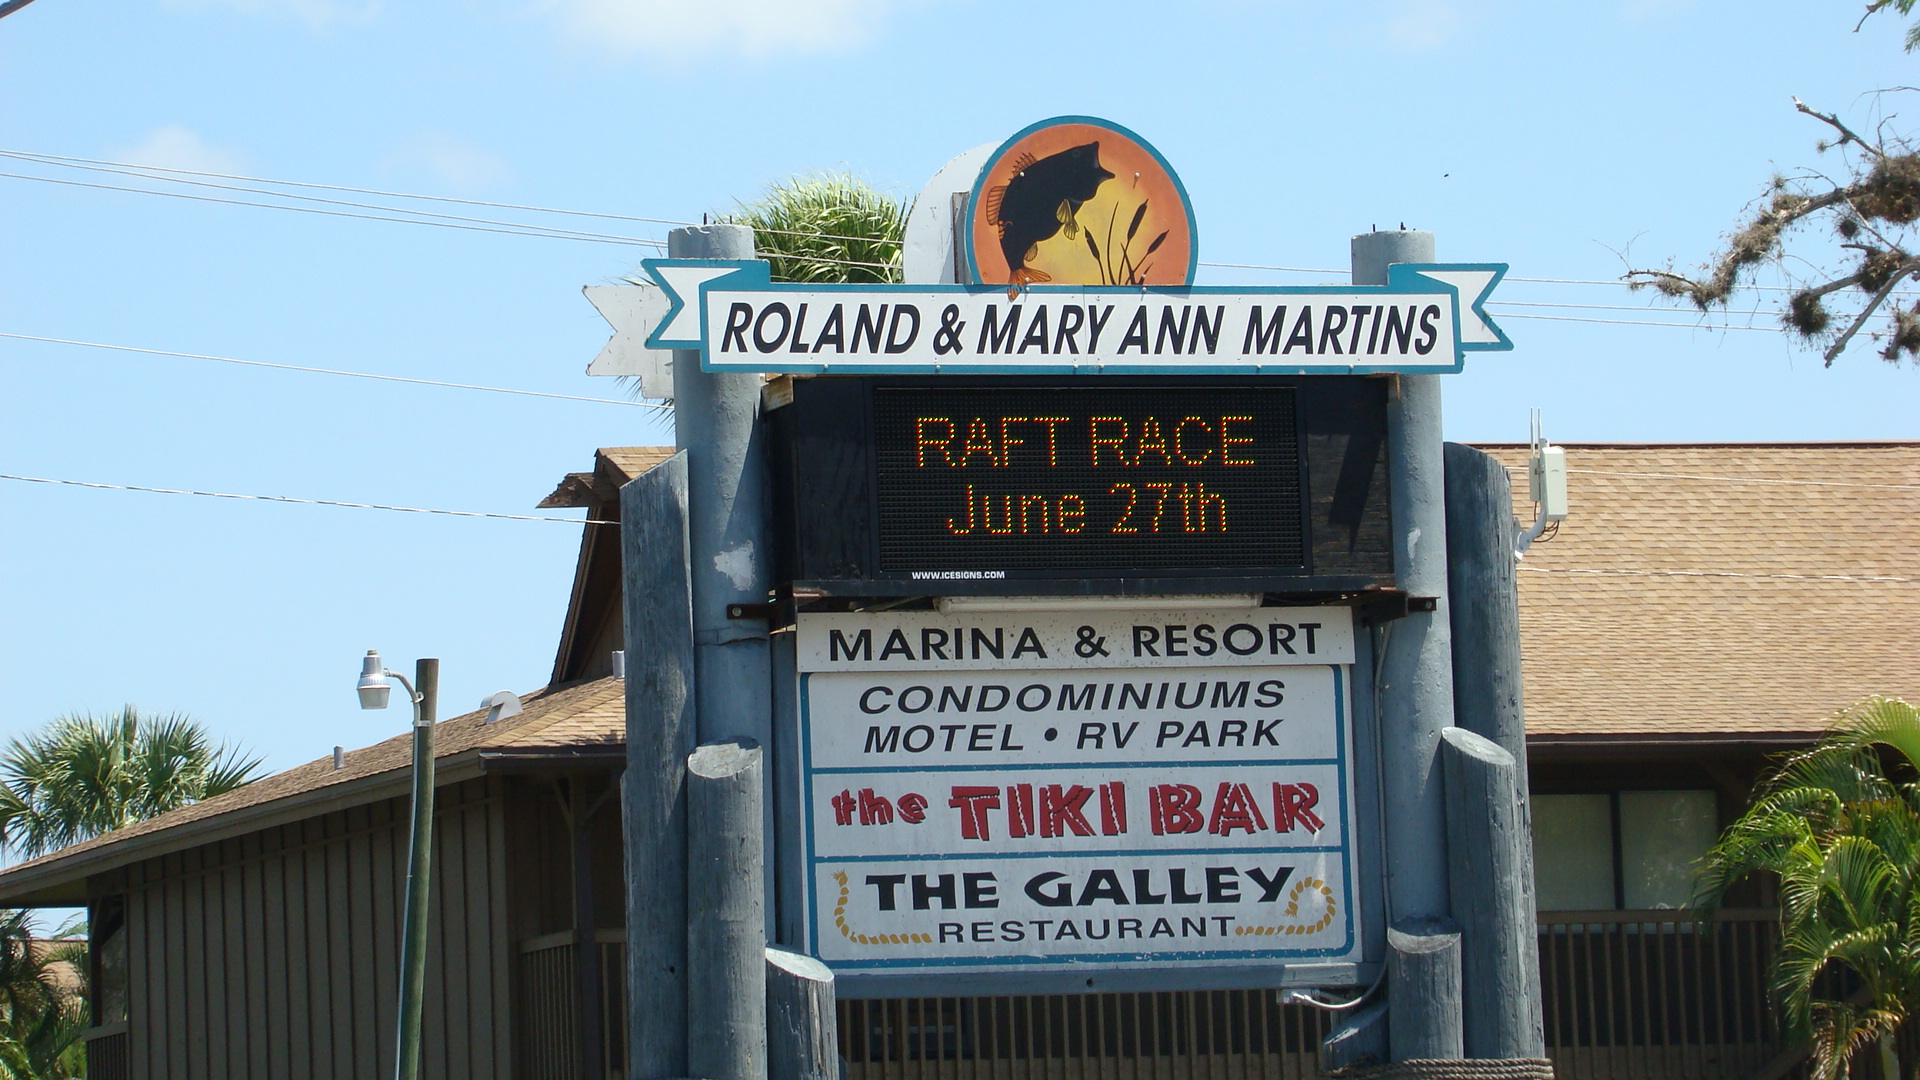 ROLAND & MARY ANN MARTINS
RAFT RACE
June 27th
WWW.ICESIGNS.COM
MARINA & RESORT
CONDOMINIUMS
MOTEL • RV PARK
the TIKI BAR
THE GALLEY
RESTAURANT